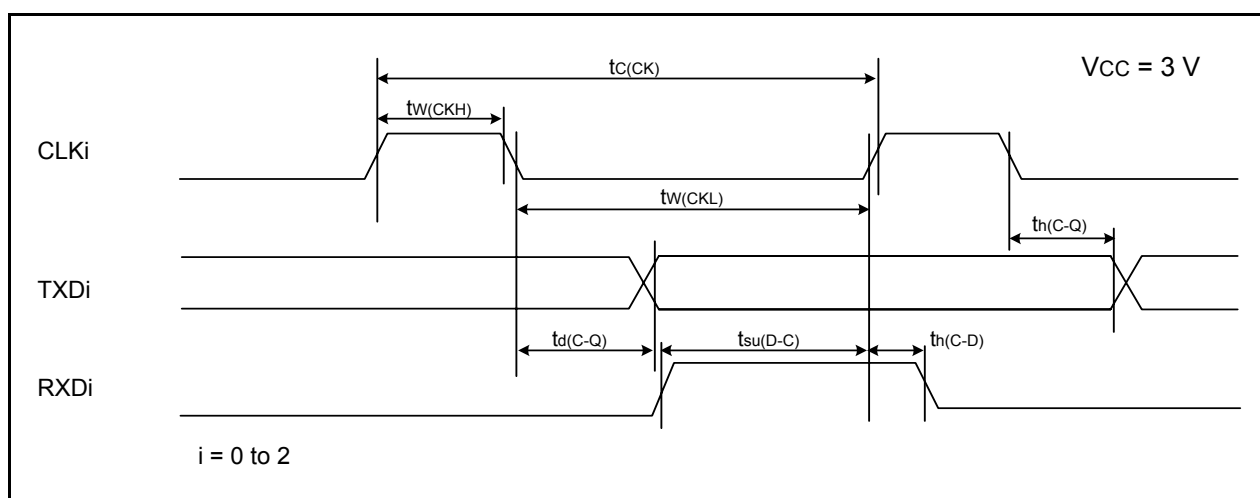 tC(CK)
VCC = 3 V
tW(CKH)
CLKi
tW(CKL)
th(C-Q)
TXDi
td(C-Q)
tsu(D-C)
th(C-D)
RXDi
i = 0 to 2